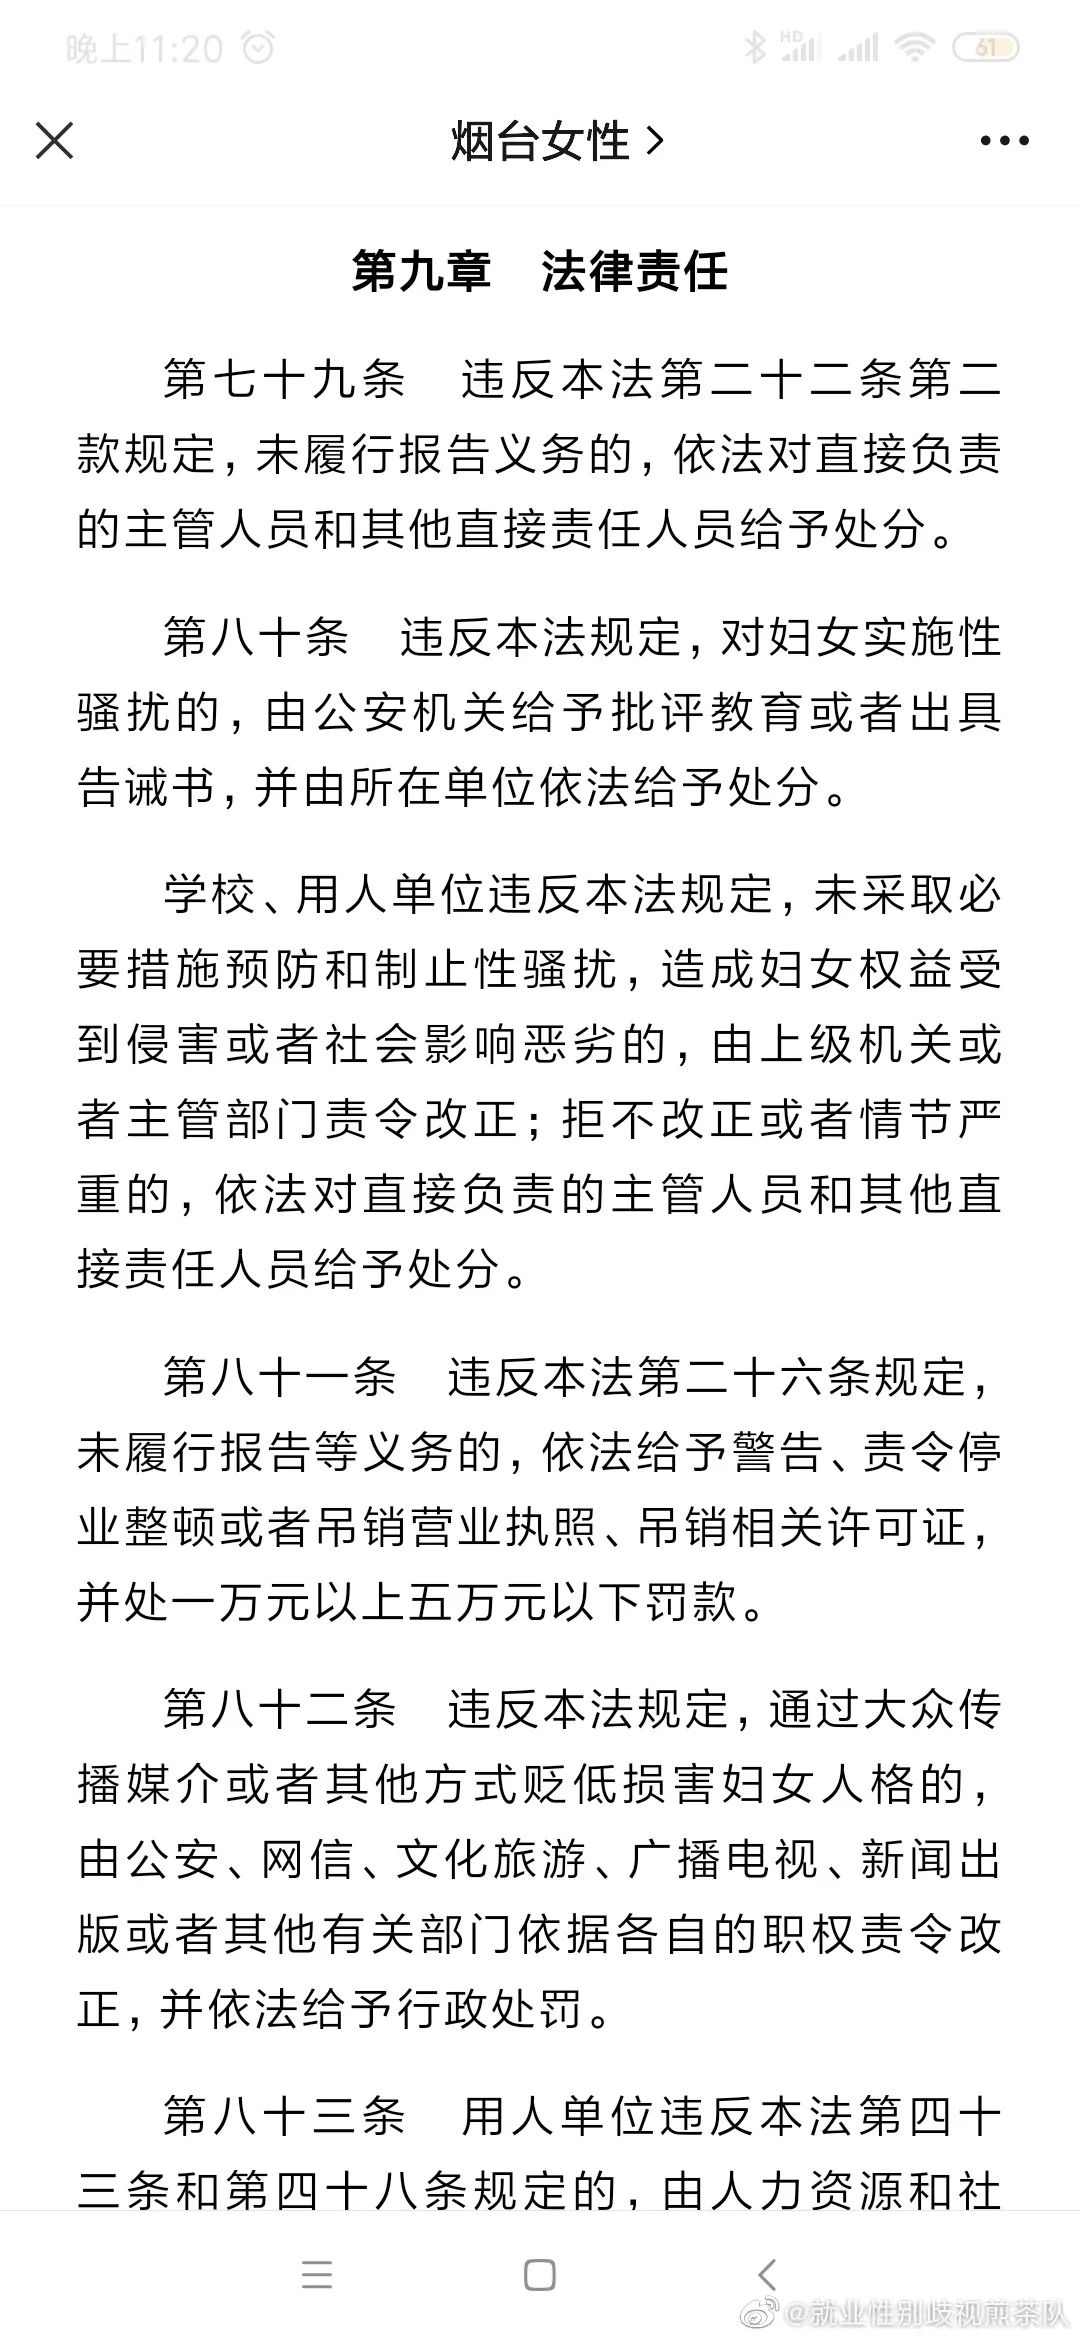 晚上11:20
HD
61
烟台女性
第九章　法律责任
第七十九条　违反本法第二十二条第二
款规定，未履行报告义务的，依法对直接负责
的主管人员和其他直接责任人员给予处分。
第八十条　违反本法规定，对妇女实施性
骚扰的，由公安机关给予批评教育或者出具
告诫书，并由所在单位依法给予处分。
学校、用人单位违反本法规定，未采取必
要措施预防和制止性骚扰，造成妇女权益受
到侵害或者社会影响恶劣的，由上级机关或
者主管部门责令改正；拒不改正或者情节严
重的，依法对直接负责的主管人员和其他直
接责任人员给予处分。
第八十一条　违反本法第二十六条规定，
未履行报告等义务的，依法给予警告、责令停
业整顿或者吊销营业执照、吊销相关许可证，
并处一万元以上五万元以下罚款。
第八十二条　违反本法规定，通过大众传
播媒介或者其他方式贬低损害妇女人格的，
由公安、网信、文化旅游、广播电视、新闻出
版或者其他有关部门依据各自的职权责令改
正，并依法给予行政处罚。
第八十三条　用人单位违反本法第四十
三条和第四十八条规定的，由人力资源和社
@就业性别歧视煎茶队